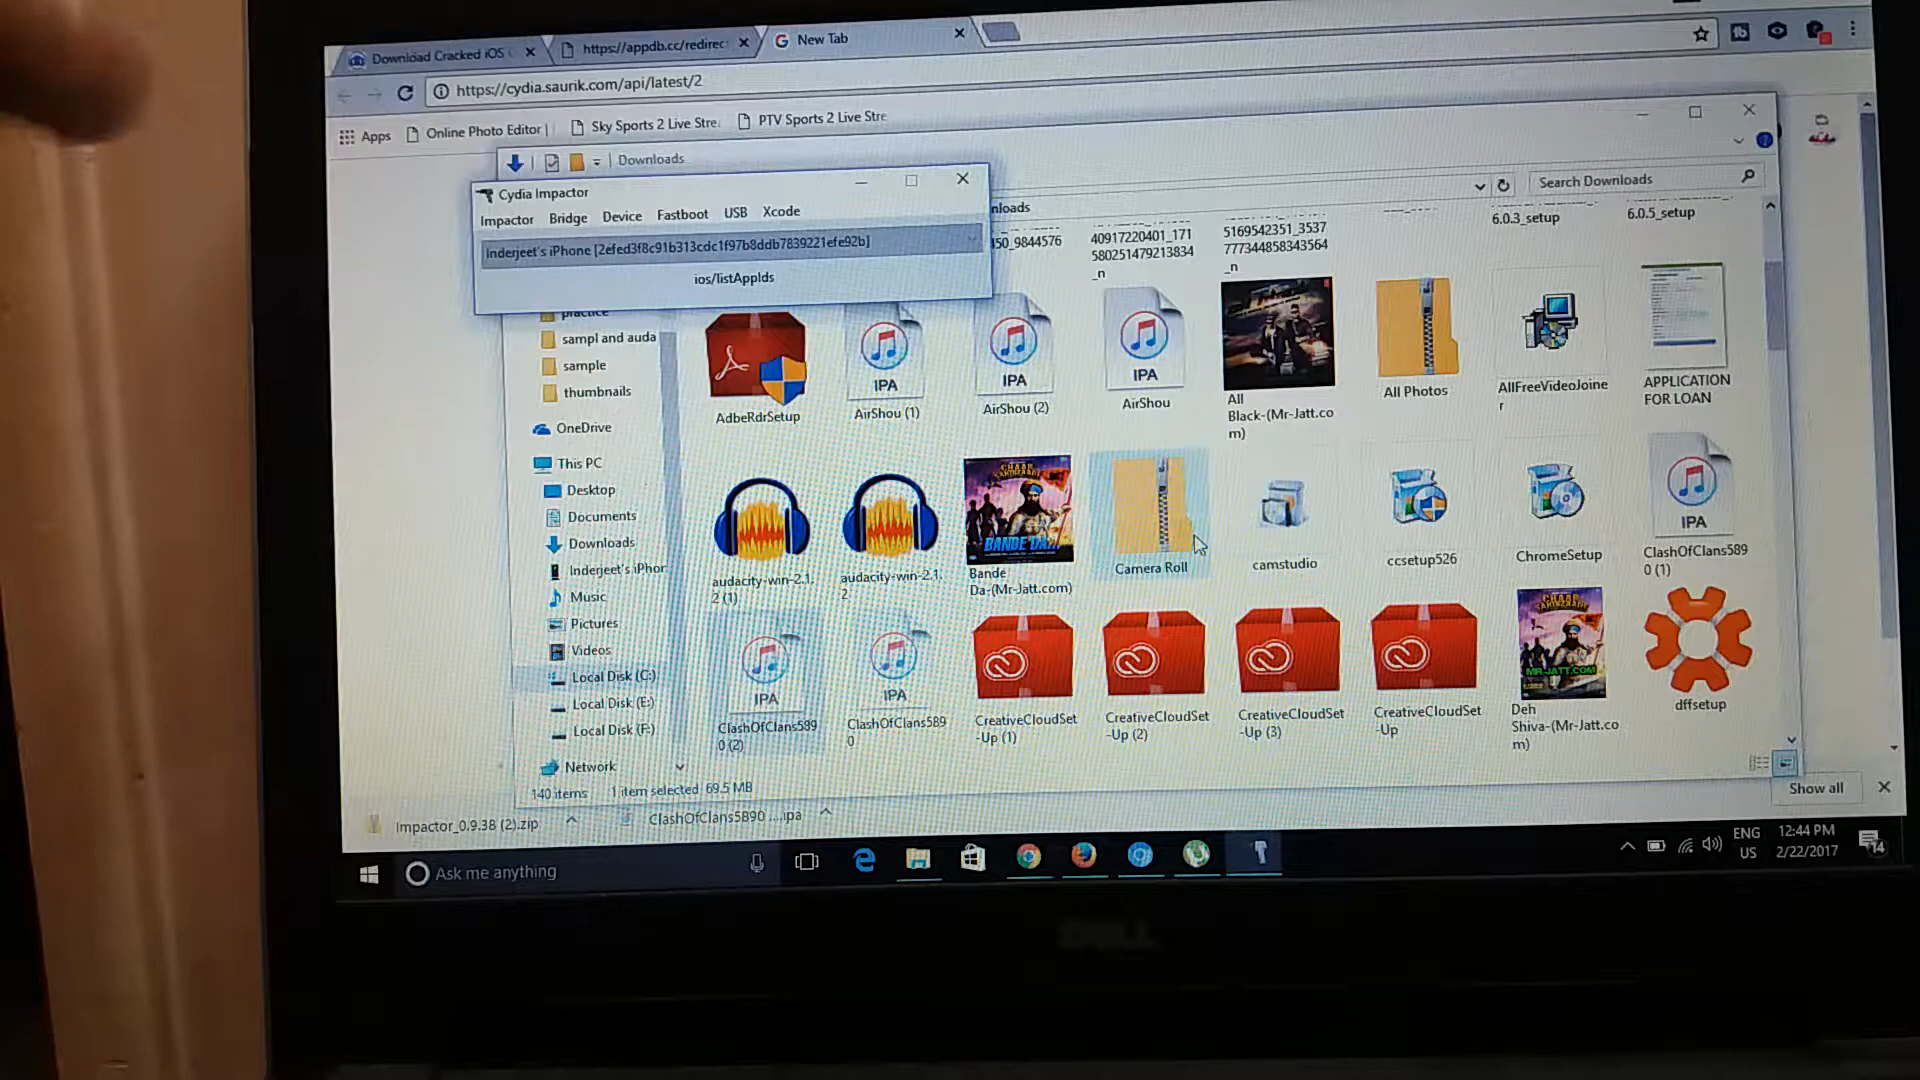 Download Cracked iOS
https://appdb.cc/redirec
New Tab
https://cydia.saurik.com/api/latest/2
Apps
Online Photo Editor |
Sky Sports 2 Live Stre
PTV Sports 2 Live Stre
Downloads
Cydia Impactor
Impactor Bridge Device Fastboot USB Xcode
Inderjeet's iPhone [2efed3f8c91b313cdc1f97b8ddb7839221efe92b]
ios/listAppIds
nloads
Search Downloads
50_9844576
40917220401_1715
580251479213834
_n
5169542351_3537
777344858343564
_n
6.0.3_setup
6.0.5_setup
practice
sampl and auda
sample
thumbnails
OneDrive
This PC
Desktop
Documents
Downloads
Inderjeet's iPhor
Music
Pictures
Videos
Local Disk (C:)
Local Disk (E:)
Local Disk (F:)
Network
AdbeRdrSetup
IPA
AirShou (1)
IPA
AirShou (2)
IPA
AirShou
All
Black-(Mr-Jatt.co
m)
All Photos
AllFreeVideoJoine
r
APPLICATION
FOR LOAN
audacity-win-2.1.
2 (1)
audacity-win-2.1.
2
BANDE DA...
Bande
Da-(Mr-Jatt.com)
Camera Roll
camstudio
ccsetup526
ChromeSetup
IPA
ClashOfClans589
0 (1)
IPA
ClashOfClans589
0 (2)
IPA
ClashOfClans589
0
CreativeCloudSet
-Up (1)
CreativeCloudSet
-Up (2)
CreativeCloudSet
-Up (3)
CreativeCloudSet
-Up
MR-JATT.COM
Deh
Shiva-(Mr-Jatt.co
m)
dffsetup
140 items
1 item selected 69.5 MB
Impactor_0.9.38 (2).zip
ClashOfClans5890 ....ipa
Show all
Ask me anything
ENG
US
12:44 PM
2/22/2017
14
DELL